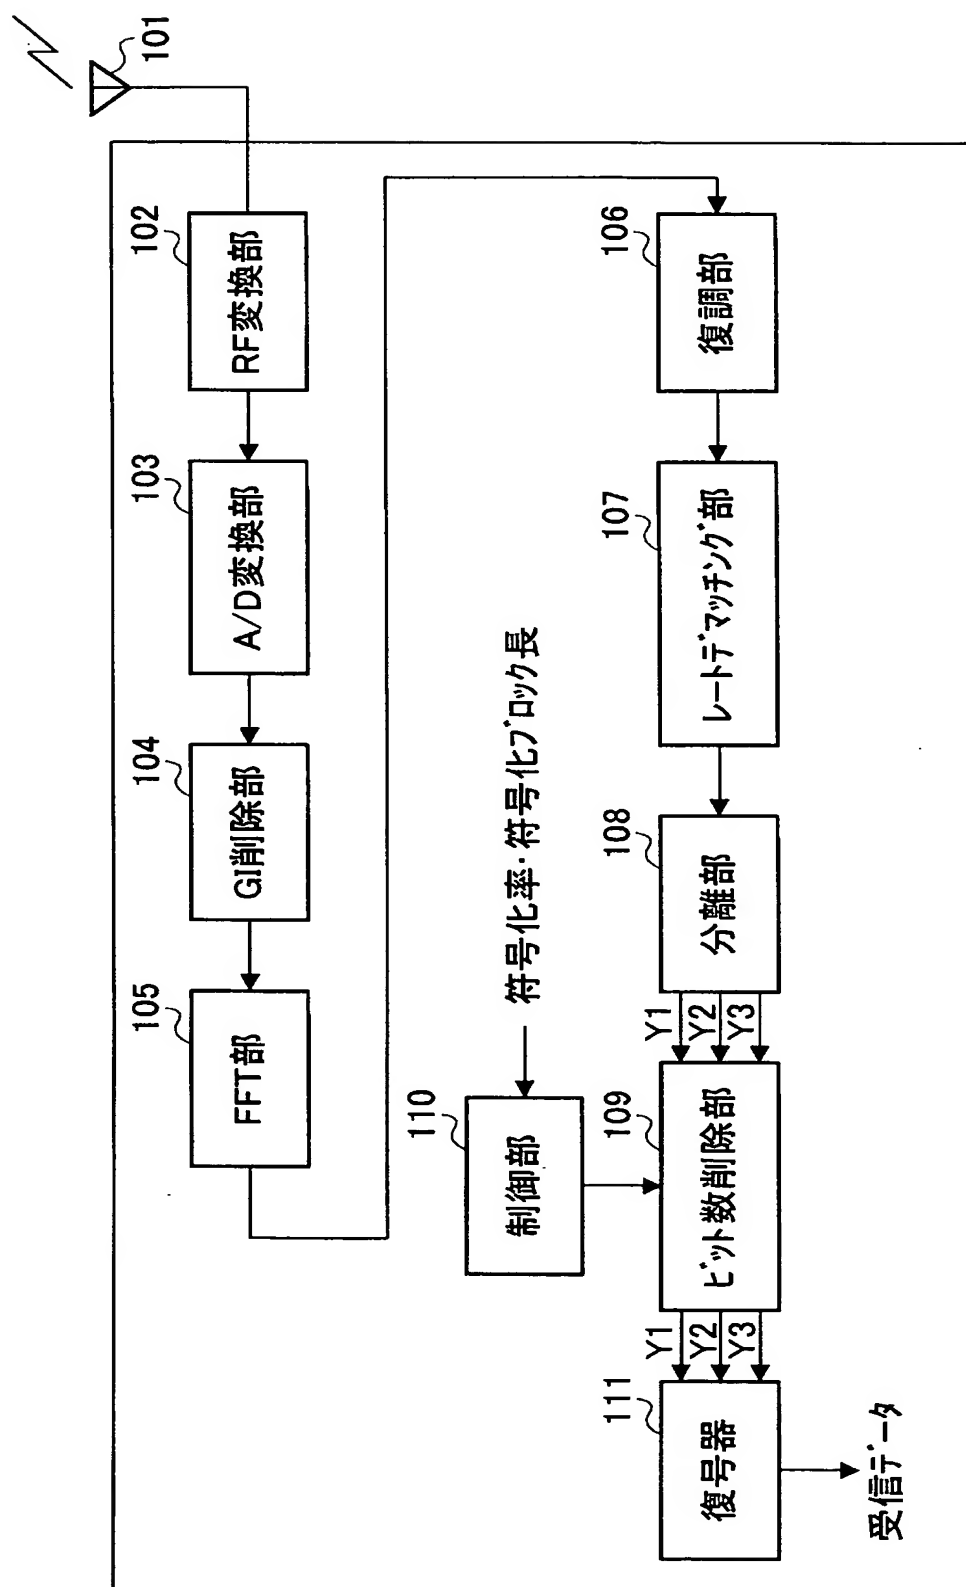 101
102
RF変換部
103
A/D変換部
104
GI削除部
105
FFT部
106
復調部
107
レートデマッチング部
108
分離部
Y1
Y2
Y3
符号化率・符号化ブロック長
110
制御部
109
ビット数削除部
Y1
Y2
Y3
111
復号器
受信データ